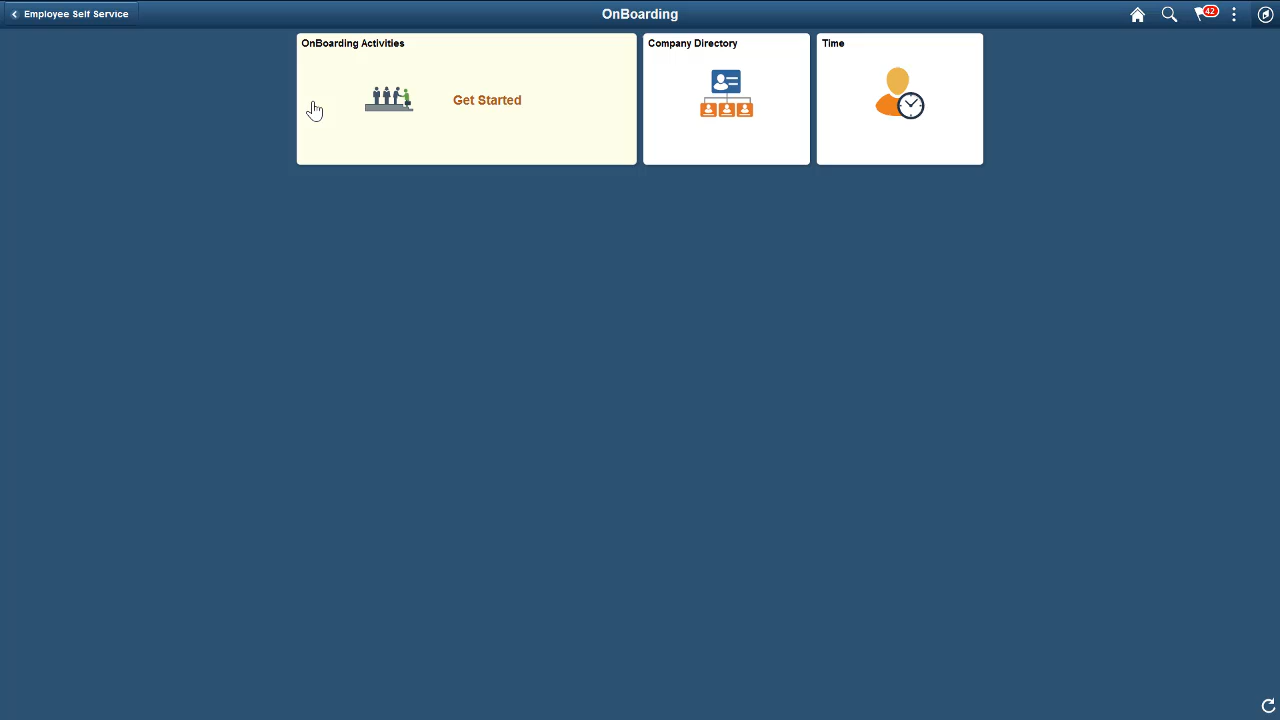 Employee Self Service
OnBoarding
42
OnBoarding Activities
Get Started
Company Directory
Time